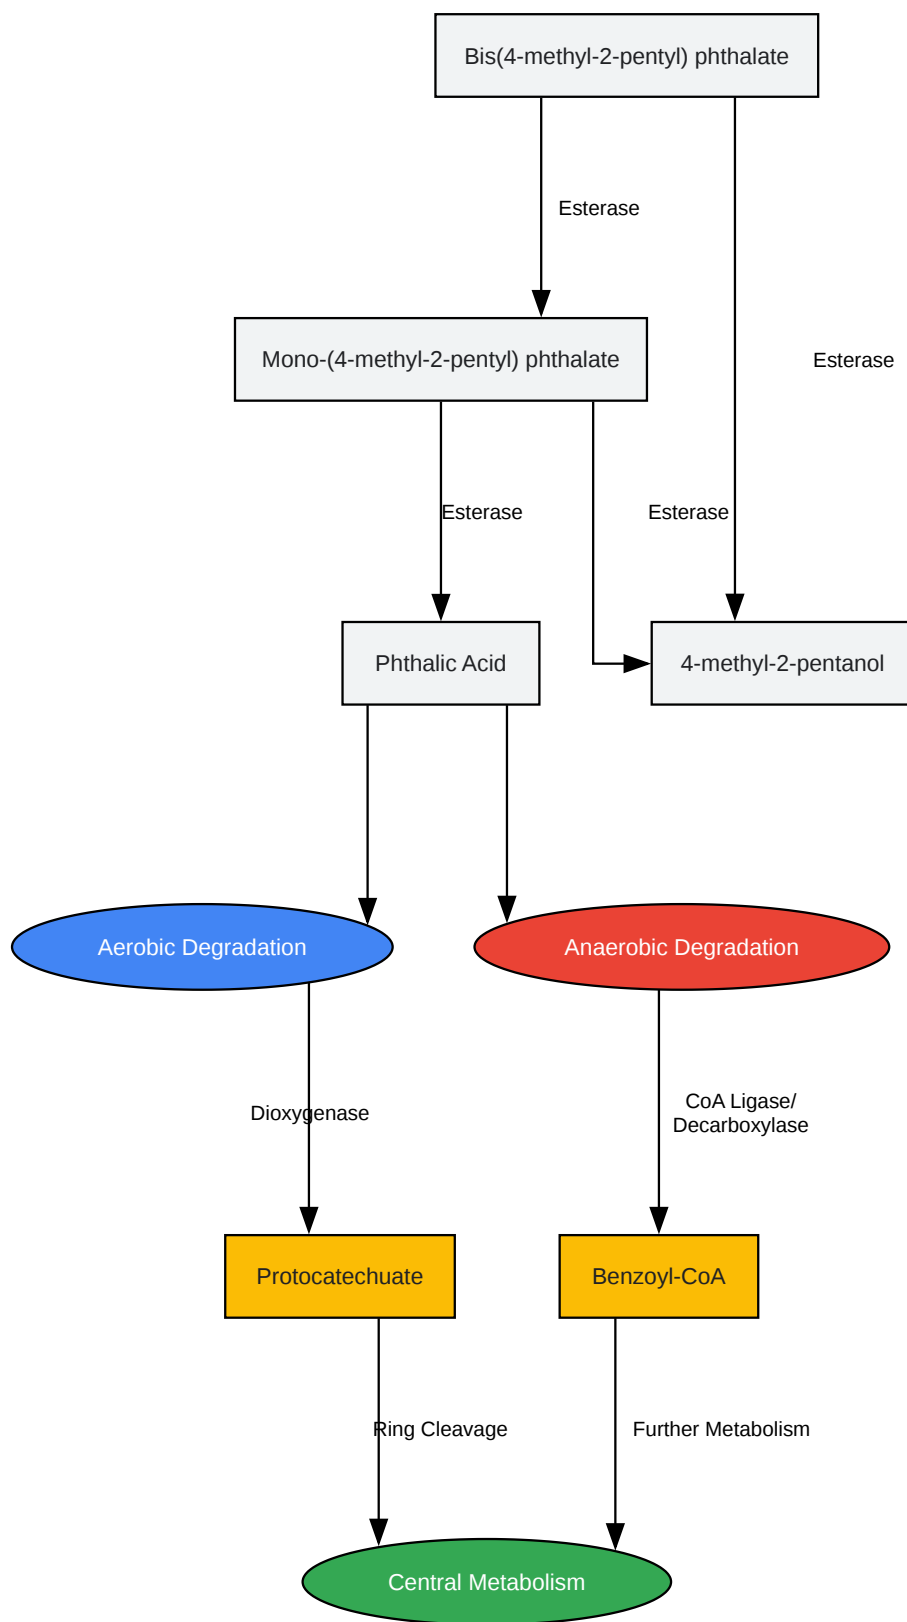 Bis(4-methyl-2-pentyl) phthalate
Esterase
Mono-(4-methyl-2-pentyl) phthalate
Esterase
Esterase
Esterase
Phthalic Acid
4-methyl-2-pentanol
Aerobic Degradation
Anaerobic Degradation
Dioxygenase
CoA Ligase/
Decarboxylase
Protocatechuate
Benzoyl-CoA
Ring Cleavage
Further Metabolism
Central Metabolism